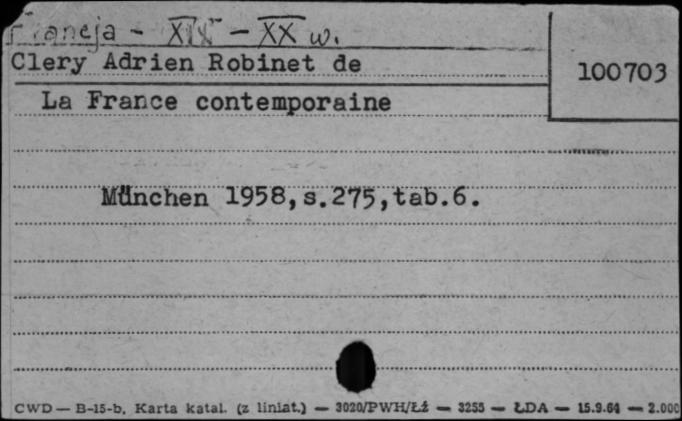 Francja - XIX - XX w.
Clery Adrien Robinet de
100703
La France contemporaine
München 1958,s.275,tab.6.
CWD — B-15-b, Karta katal. (z liniat.) — 3020/PWH/Łź — 3255 — ŁDA — 15.9.64 — 2.000